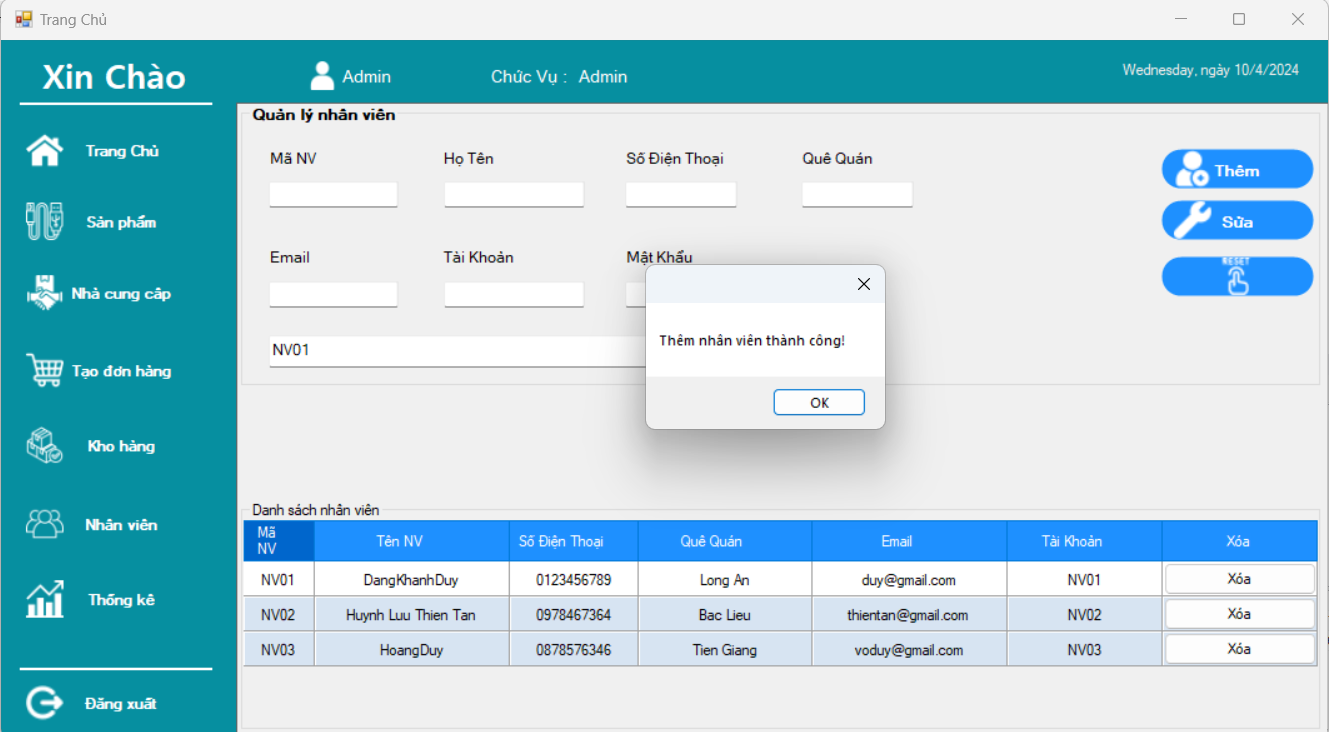 Trang Chủ
Xin Chào
Admin
Chức Vụ : Admin
Wednesday, ngày 10/4/2024
Trang Chủ
Sản phẩm
Nhà cung cấp
Tạo đơn hàng
Kho hàng
Nhân viên
Thống kê
Đăng xuất
Quản lý nhân viên
Mã NV
Họ Tên
Số Điện Thoại
Quê Quán
Thêm
Sửa
RESET
Email
Tài Khoản
Mật Khẩu
NV01
Thêm nhân viên thành công!
OK
Danh sách nhân viên
Mã NV Tên NV Số Điện Thoại Quê Quán Email Tài Khoản Xóa
NV01 DangKhanhDuy 0123456789 Long An duy@gmail.com NV01 Xóa
NV02 Huynh Luu Thien Tan 0978467364 Bac Lieu thientan@gmail.com NV02 Xóa
NV03 HoangDuy 0878576346 Tien Giang voduy@gmail.com NV03 Xóa